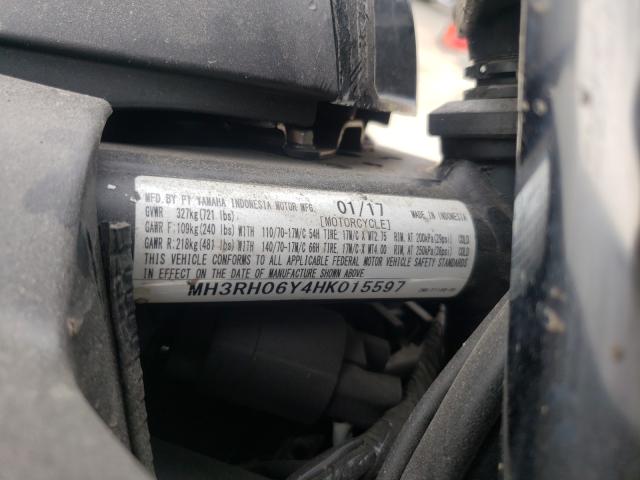 MFD. BY PT YAMAHA INDONESIA MOTOR MFG. 01/17 MADE IN INDONESIA
GVWR 327kg(721 lbs) [MOTORCYCLE]
GAWR F:109kg(240 lbs)WITH 110/70-17M/C 54H TIRE. 17M/C X MT2.75 RIM. AT 200kPa(29psi) COLD
GAWR R:218kg(481 lbs)WITH 140/70-17M/C 66H TIRE. 17M/C X MT4.00 RIM. AT 250kPa(36psi) COLD
THIS VEHICLE CONFORMS TO ALL APPLICABLE FEDERAL MOTOR VEHICLE SAFETY STANDARDS
IN EFFECT ON THE DATE OF MANUFACTURE SHOWN ABOVE
MH3RH06Y4HK015597